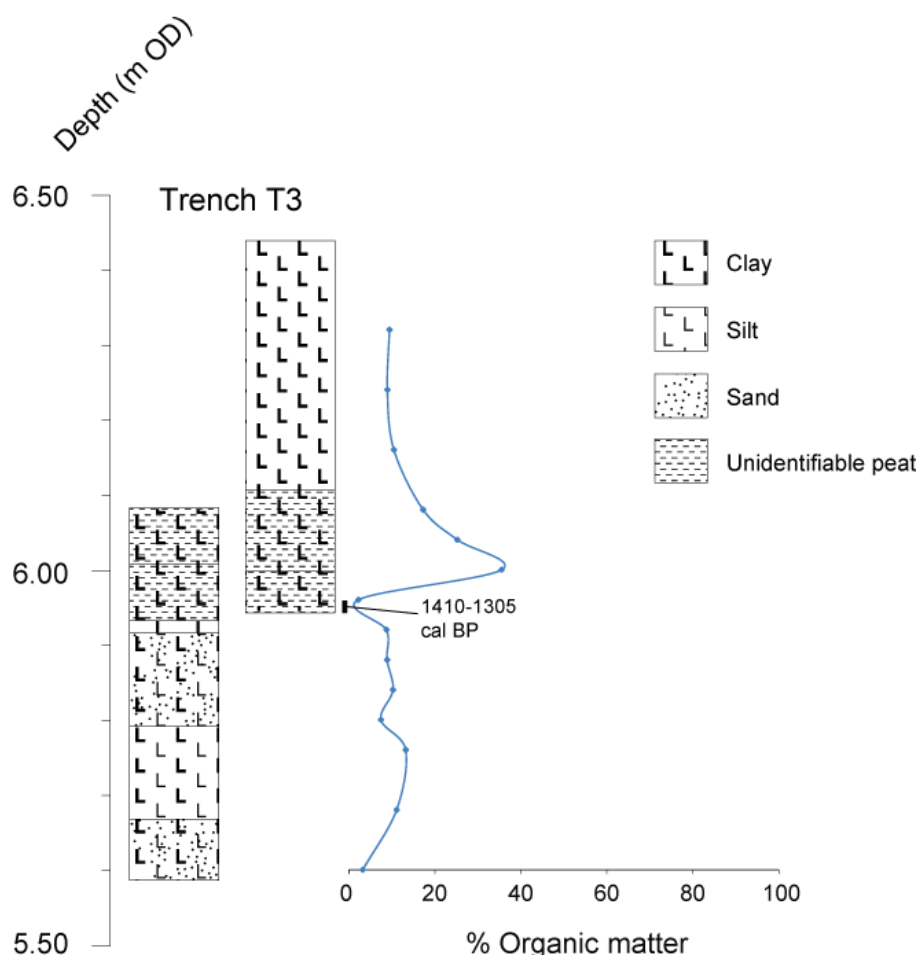 Depth (m OD)
6.50
Trench T3
Clay
Silt
Sand
Unidentifiable peat
6.00
1410-1305
cal BP
0 20 40 60 80 100
5.50
% Organic matter